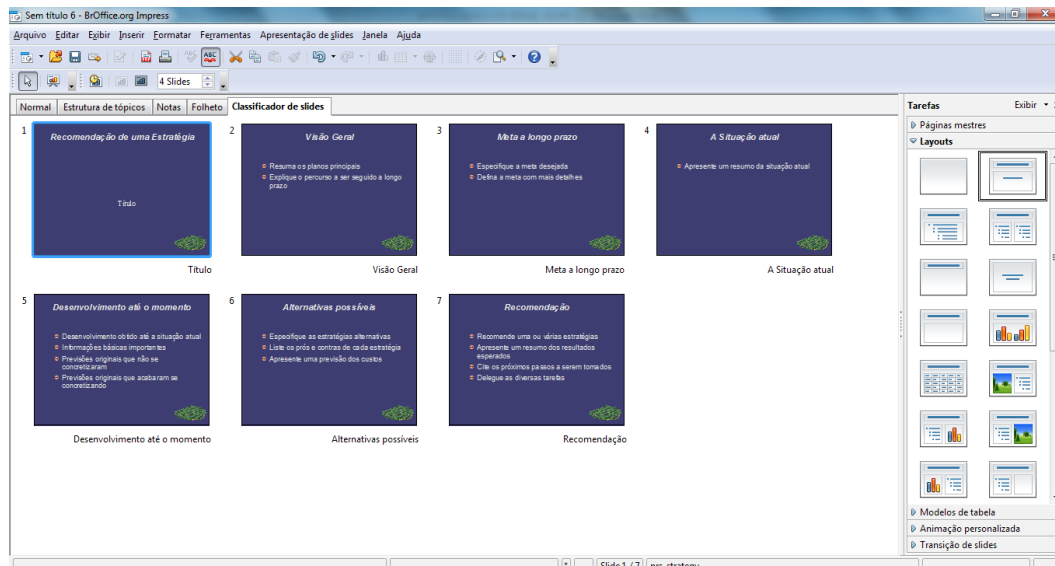 Sem título 6 - BrOffice.org Impress
Arquivo Editar Exibir Inserir Formatar Ferramentas Apresentação de slides Janela Ajuda
ABC ABC
4 Slides
Normal Estrutura de tópicos Notas Folheto Classificador de slides
1
Recomendação de uma Estratégia
Título
Título
2
Visão Geral
Resuma os planos principais
Explique o percurso a ser seguido a longo
prazo
Visão Geral
3
Meta a longo prazo
Especifique a meta desejada
Defina a meta com mais detalhes
Meta a longo prazo
4
A Situação atual
Apresente um resumo da situação atual
A Situação atual
5
Desenvolvimento até o momento
Desenvolvimento obtido até a situação atual
Informações básicas importantes
Previsões originais que não se
concretizaram
Previsões originais que acabaram se
concretizando
Desenvolvimento até o momento
6
Alternativas possíveis
Especifique as estratégias alternativas
Liste os prós e contras de cada estratégia
Apresente uma previsão dos custos
Alternativas possíveis
7
Recomendação
Recomende uma ou várias estratégias
Apresente um resumo dos resultados
esperados
Cite os próximos passos a serem tomados
Delegue as diversas tarefas
Recomendação
Tarefas Exibir
Páginas mestres
Layouts
Modelos de tabela
Animação personalizada
Transição de slides
Slide 1 / 7 prs-strategy